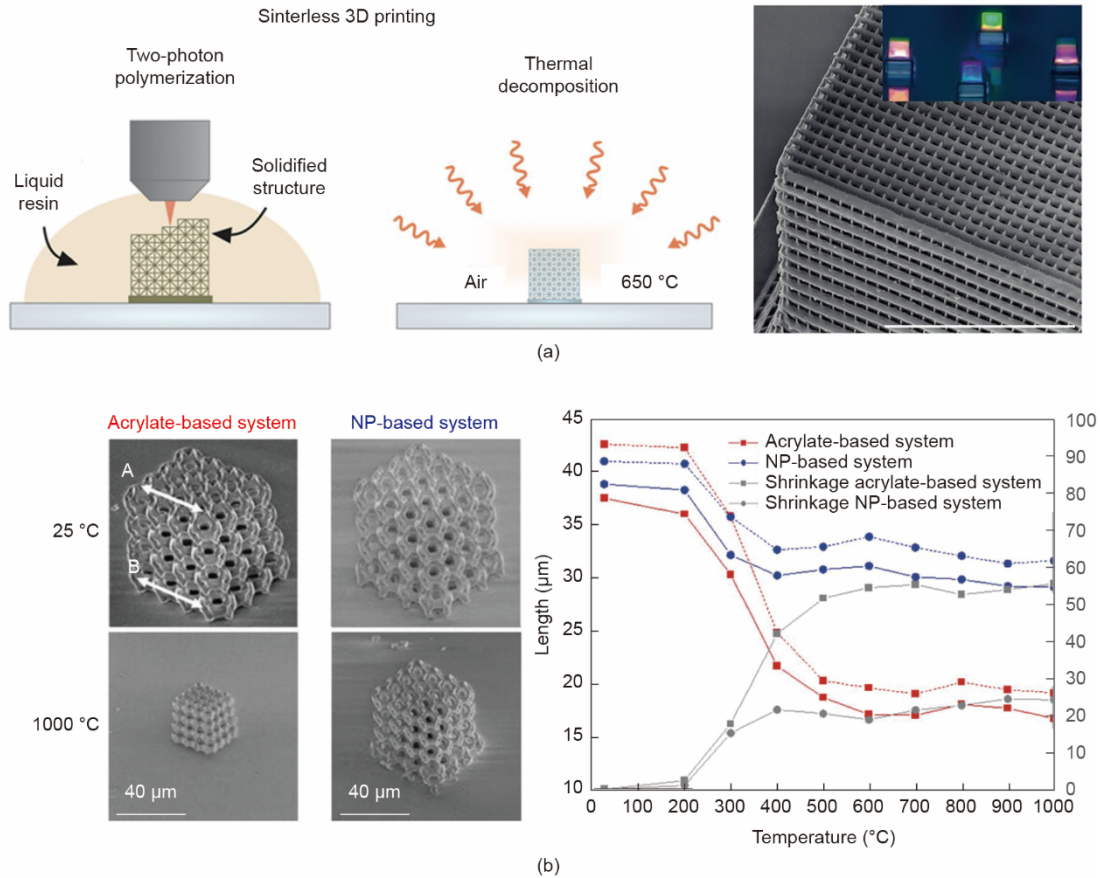 Sinterless 3D printing
Two-photon
polymerization
Liquid
resin
Solidified
structure
Thermal
decomposition
Air
650 °C
(a)
Acrylate-based system
NP-based system
25 °C
A
B
1000 °C
40 µm
40 µm
Length (µm)
45
40
35
30
25
20
15
10
Acrylate-based system
NP-based system
Shrinkage acrylate-based system
Shrinkage NP-based system
100
90
80
70
60
50
40
30
20
10
0
0 100 200 300 400 500 600 700 800 900 1000
Temperature (°C)
(b)